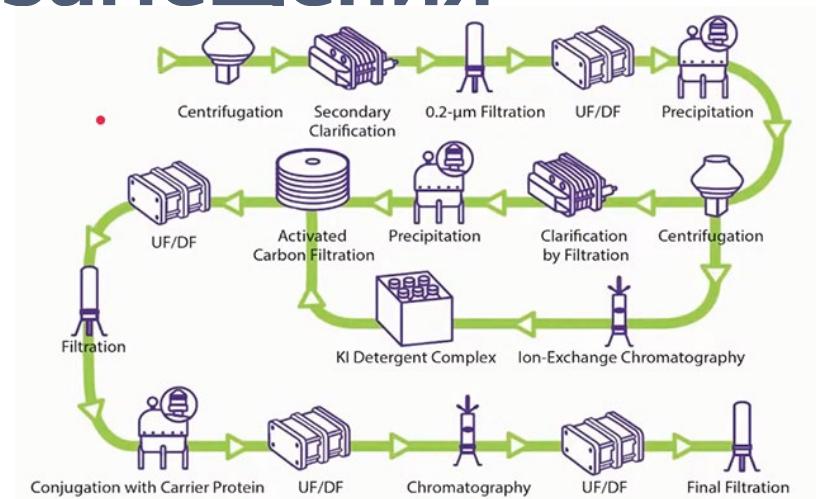 Centrifugation
Secondary
Clarification
0.2-µm Filtration
UF/DF
Precipitation
UF/DF
Activated
Carbon Filtration
Precipitation
Clarification
by Filtration
Centrifugation
KI Detergent Complex
Ion-Exchange Chromatography
Filtration
Conjugation with Carrier Protein
UF/DF
Chromatography
UF/DF
Final Filtration